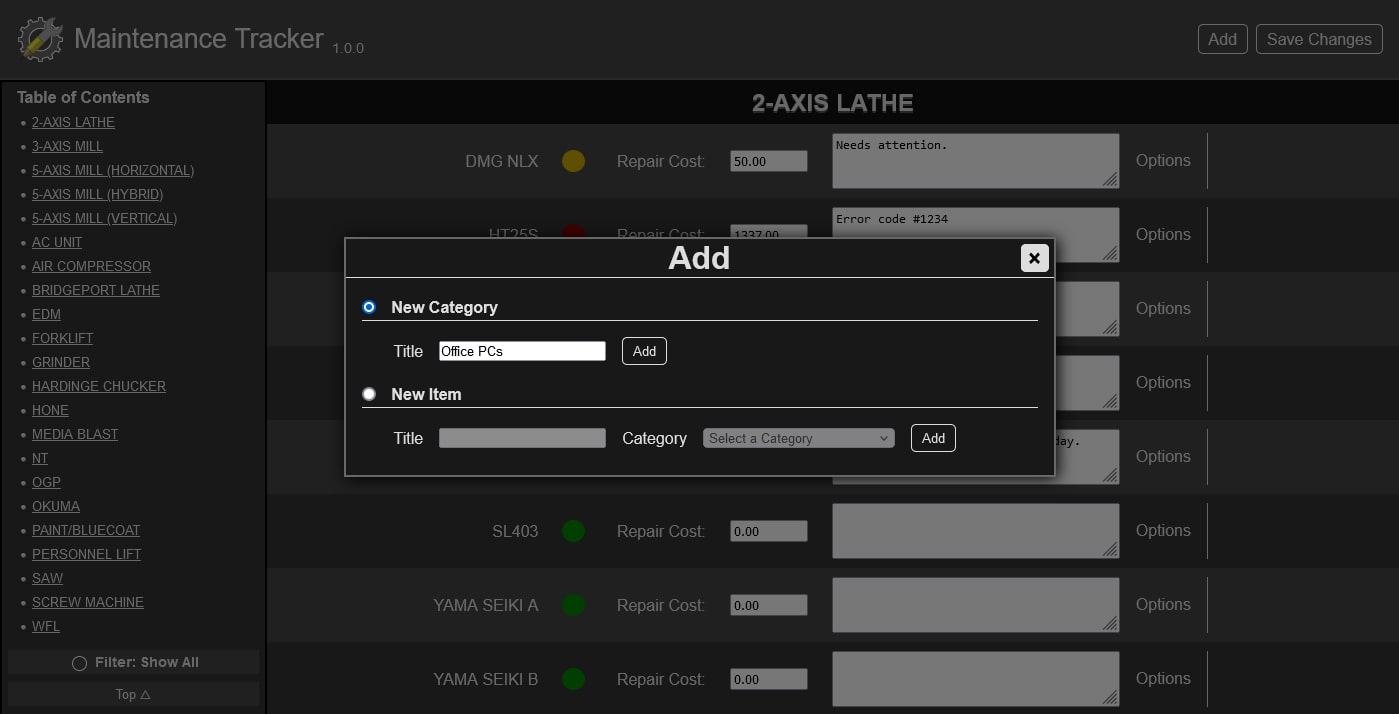 Maintenance Tracker 1.0.0
Add Save Changes
Table of Contents
2-AXIS LATHE
3-AXIS MILL
5-AXIS MILL (HORIZONTAL)
5-AXIS MILL (HYBRID)
5-AXIS MILL (VERTICAL)
AC UNIT
AIR COMPRESSOR
BRIDGEPORT LATHE
EDM
FORKLIFT
GRINDER
HARDINGE CHUCKER
HONE
MEDIA BLAST
NT
OGP
OKUMA
PAINT/BLUECOAT
PERSONNEL LIFT
SAW
SCREW MACHINE
WFL
Filter: Show All
Top △
2-AXIS LATHE
DMG NLX Repair Cost: 50.00 Needs attention. Options
HT25S Repair Cost: 1337.00 Error code #1234 Options
Add
New Category
Title Office PCs Add
New Item
Title Category Select a Category Add
Options
Options
day. Options
SL403 Repair Cost: 0.00 Options
YAMA SEIKI A Repair Cost: 0.00 Options
YAMA SEIKI B Repair Cost: 0.00 Options